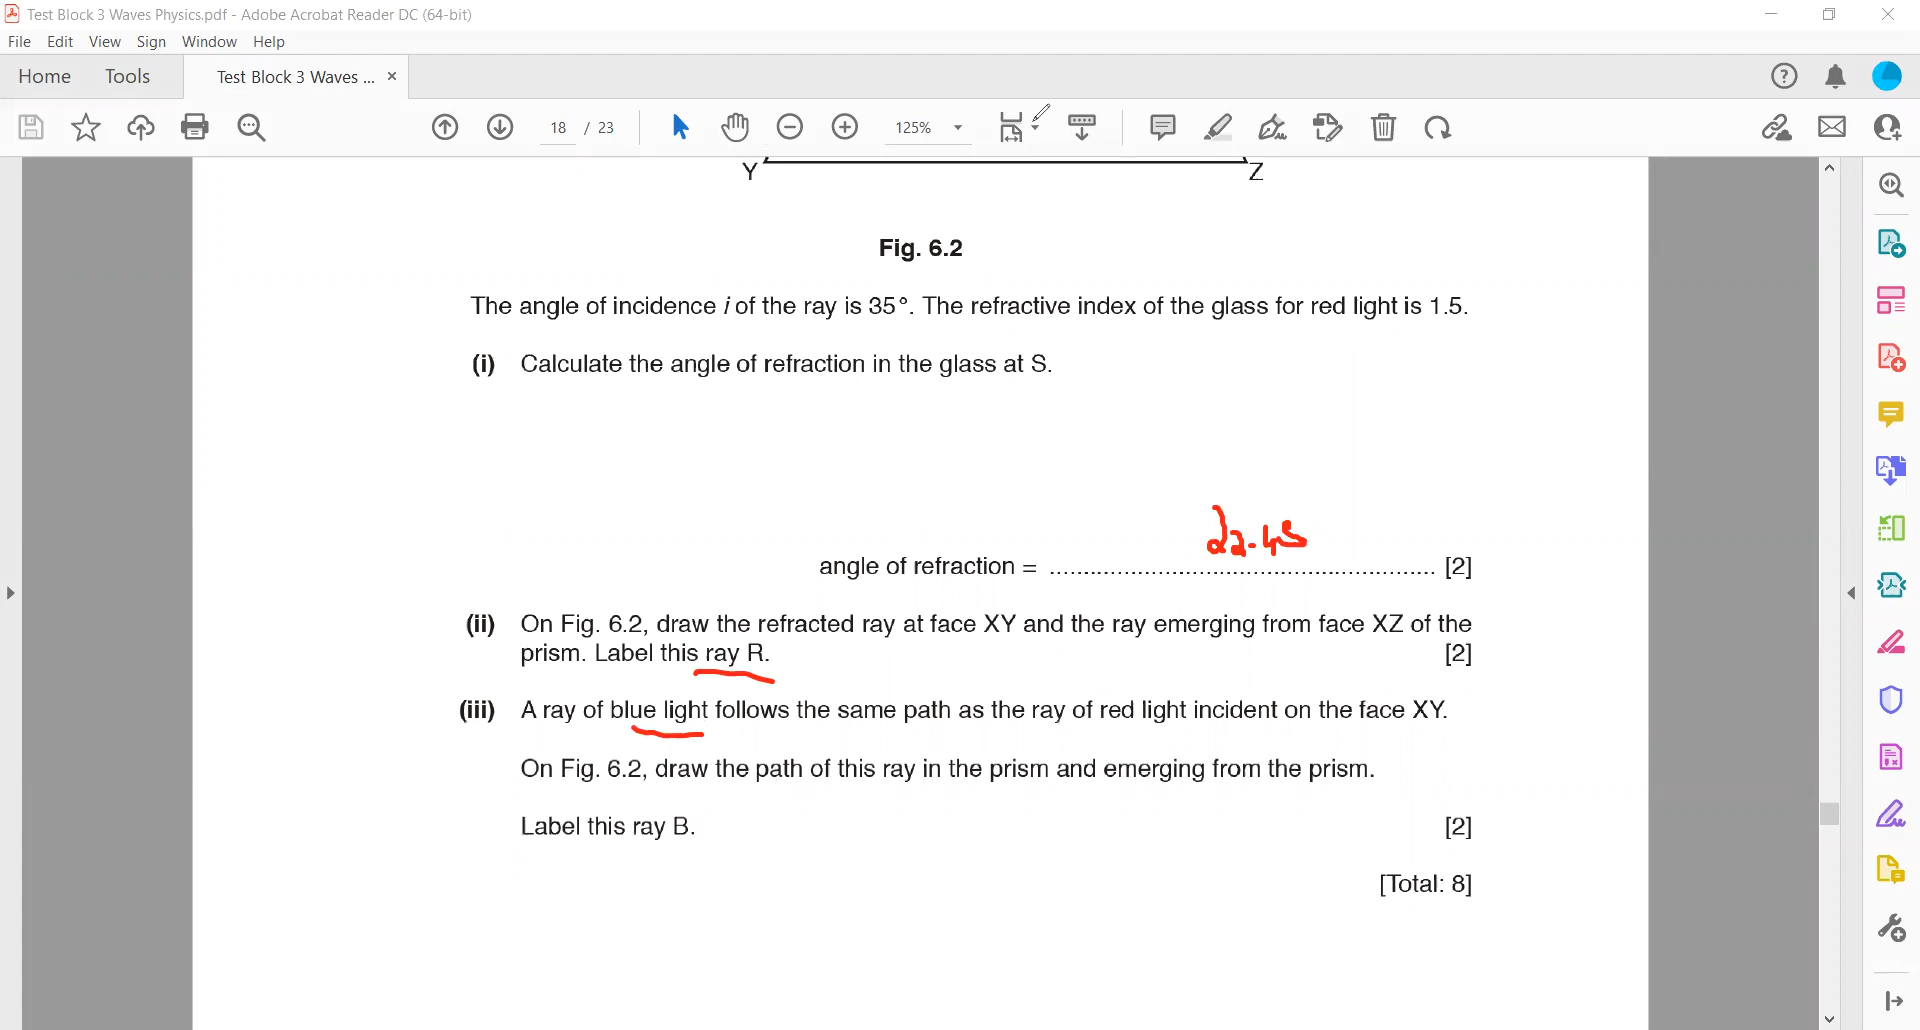 Test Block 3 Waves Physics.pdf - Adobe Acrobat Reader DC (64-bit)
File Edit View Sign Window Help
Home Tools Test Block 3 Waves ... ×
18 / 23 125%
Y Z
Fig. 6.2
The angle of incidence i of the ray is 35°. The refractive index of the glass for red light is 1.5.
(i) Calculate the angle of refraction in the glass at S.
22.48
angle of refraction = .......................................................... [2]
(ii) On Fig. 6.2, draw the refracted ray at face XY and the ray emerging from face XZ of the
prism. Label this ray R. [2]
(iii) A ray of blue light follows the same path as the ray of red light incident on the face XY.
On Fig. 6.2, draw the path of this ray in the prism and emerging from the prism.
Label this ray B. [2]
[Total: 8]